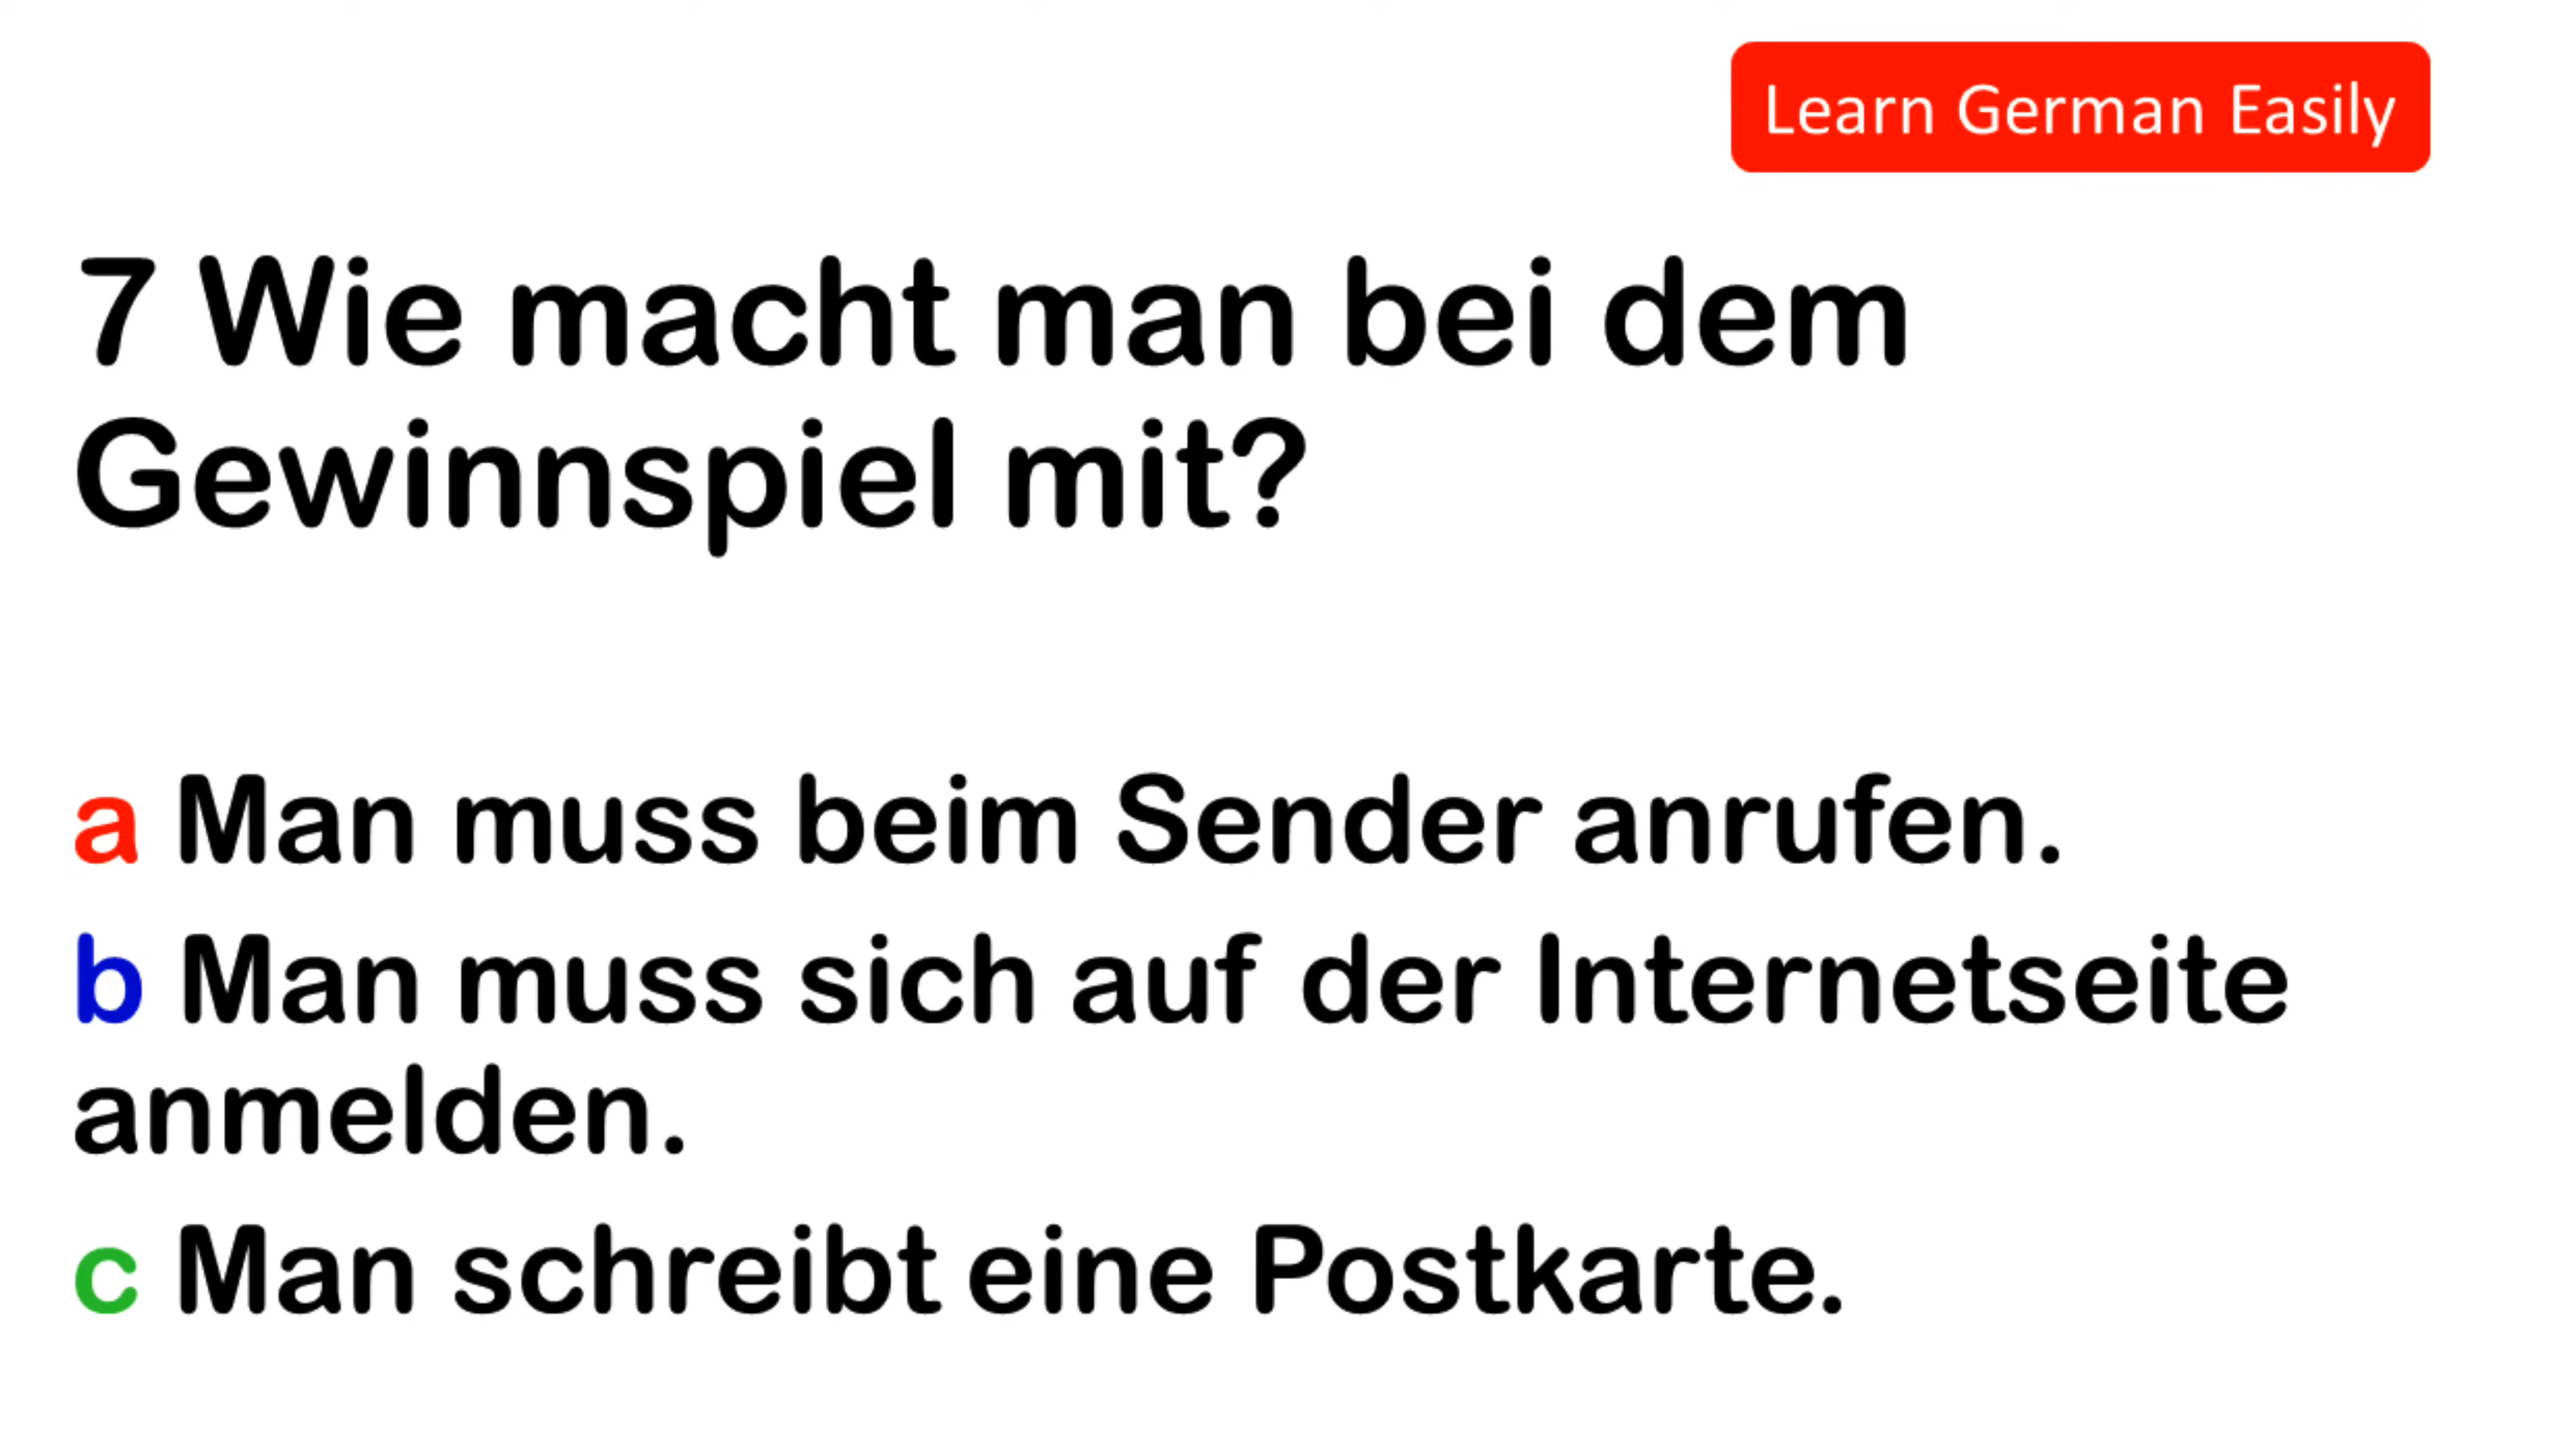 Learn German Easily
7 Wie macht man bei dem
Gewinnspiel mit?
a Man muss beim Sender anrufen.
b Man muss sich auf der Internetseite
anmelden.
c Man schreibt eine Postkarte.